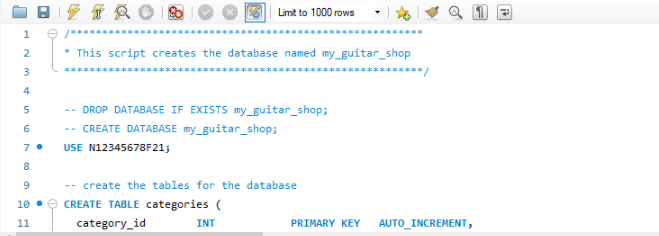 Limit to 1000 rows
1 /********************************************************
2 * This script creates the database named my_guitar_shop
3 *********************************************************/
4
5 -- DROP DATABASE IF EXISTS my_guitar_shop;
6 -- CREATE DATABASE my_guitar_shop;
7 USE N12345678F21;
8
9 -- create the tables for the database
10 CREATE TABLE categories (
11 category_id INT PRIMARY KEY AUTO_INCREMENT,